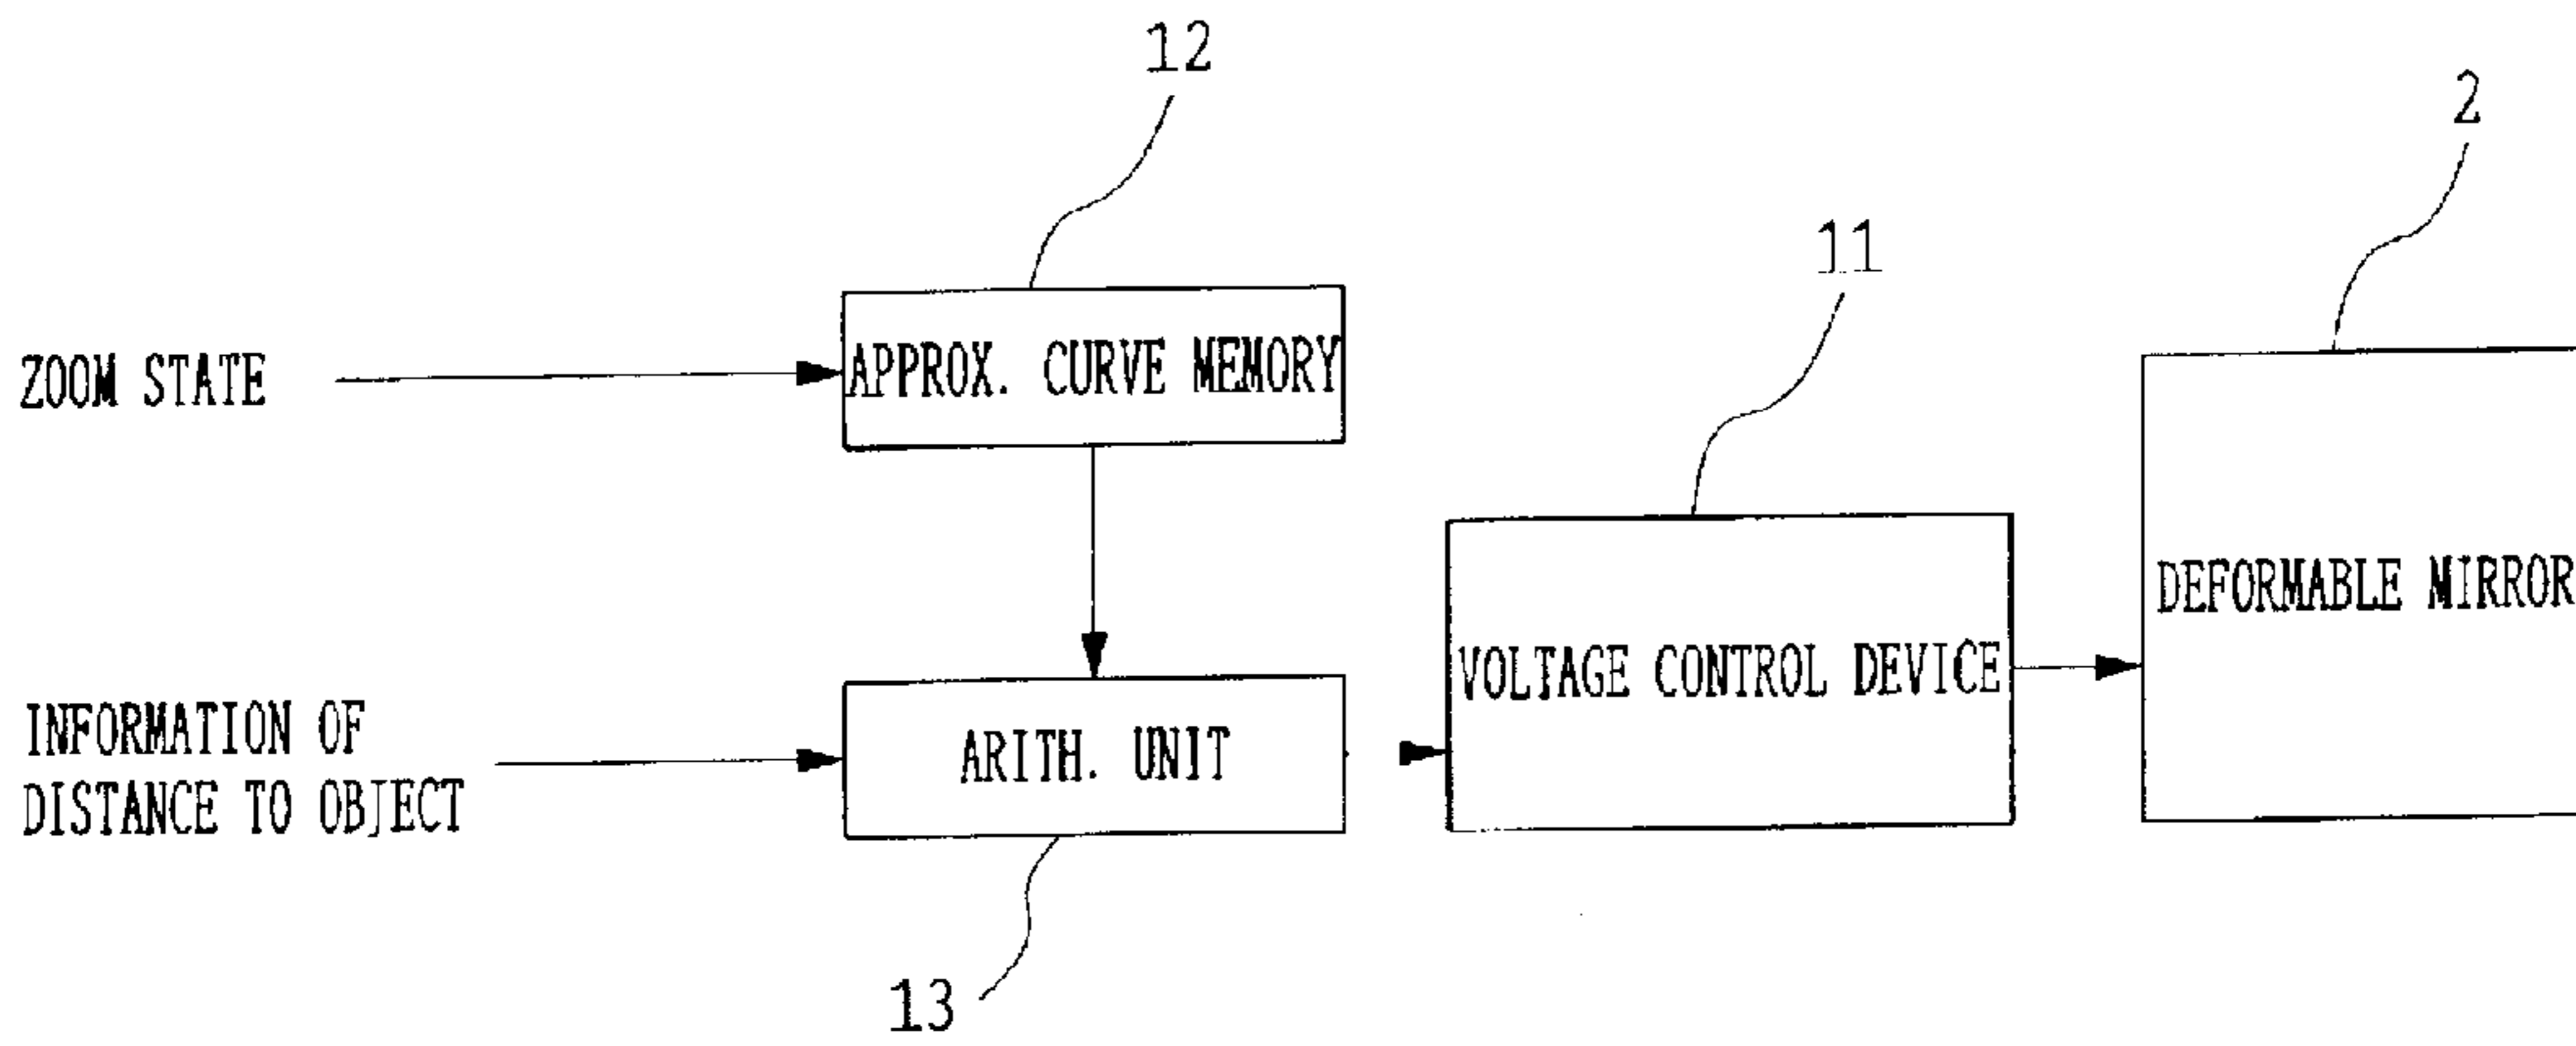 12
2
11
ZOOM STATE
APPROX. CURVE MEMORY
DEFORMABLE MIRROR
VOLTAGE CONTROL DEVICE
INFORMATION OF
DISTANCE TO OBJECT
ARITH. UNIT
13